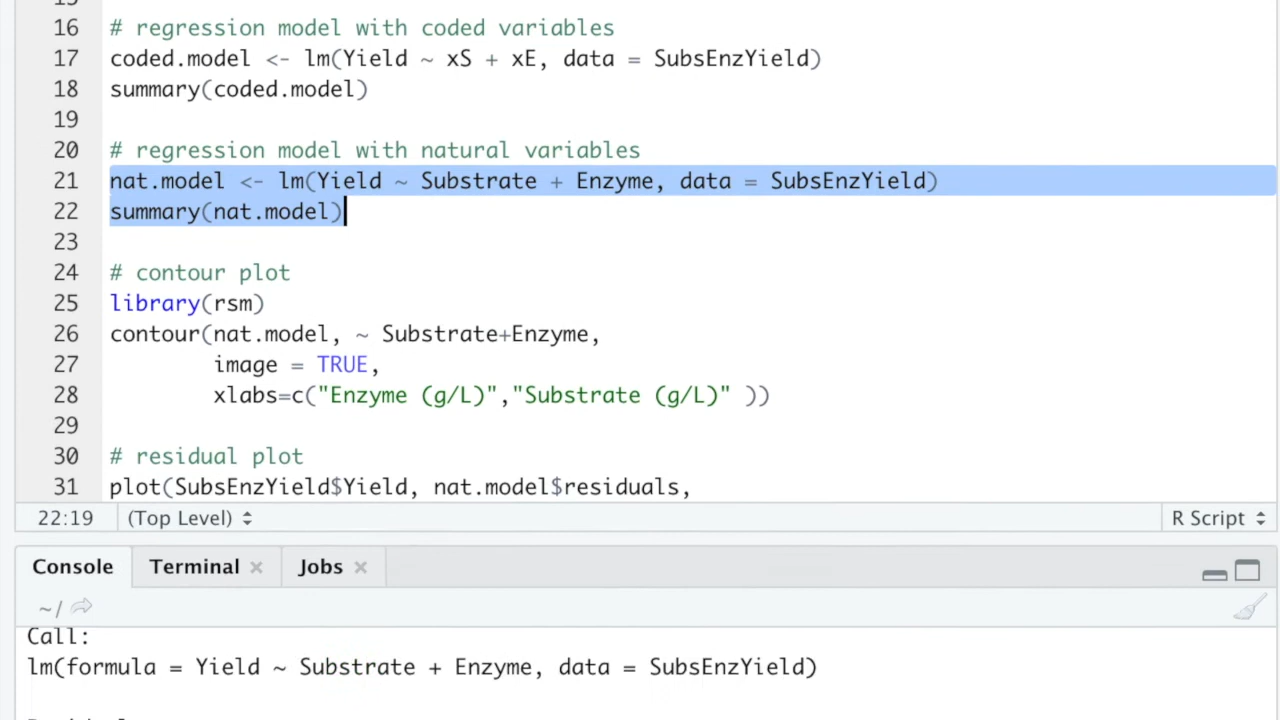 16 # regression model with coded variables
17 coded.model <- lm(Yield ~ xS + xE, data = SubsEnzYield)
18 summary(coded.model)
19
20 # regression model with natural variables
21 nat.model <- lm(Yield ~ Substrate + Enzyme, data = SubsEnzYield)
22 summary(nat.model)
23
24 # contour plot
25 library(rsm)
26 contour(nat.model, ~ Substrate+Enzyme,
27 image = TRUE,
28 xlabs=c("Enzyme (g/L)","Substrate (g/L)" ))
29
30 # residual plot
31 plot(SubsEnzYield$Yield, nat.model$residuals,
22:19 (Top Level) R Script
Console Terminal Jobs
~/
Call:
lm(formula = Yield ~ Substrate + Enzyme, data = SubsEnzYield)